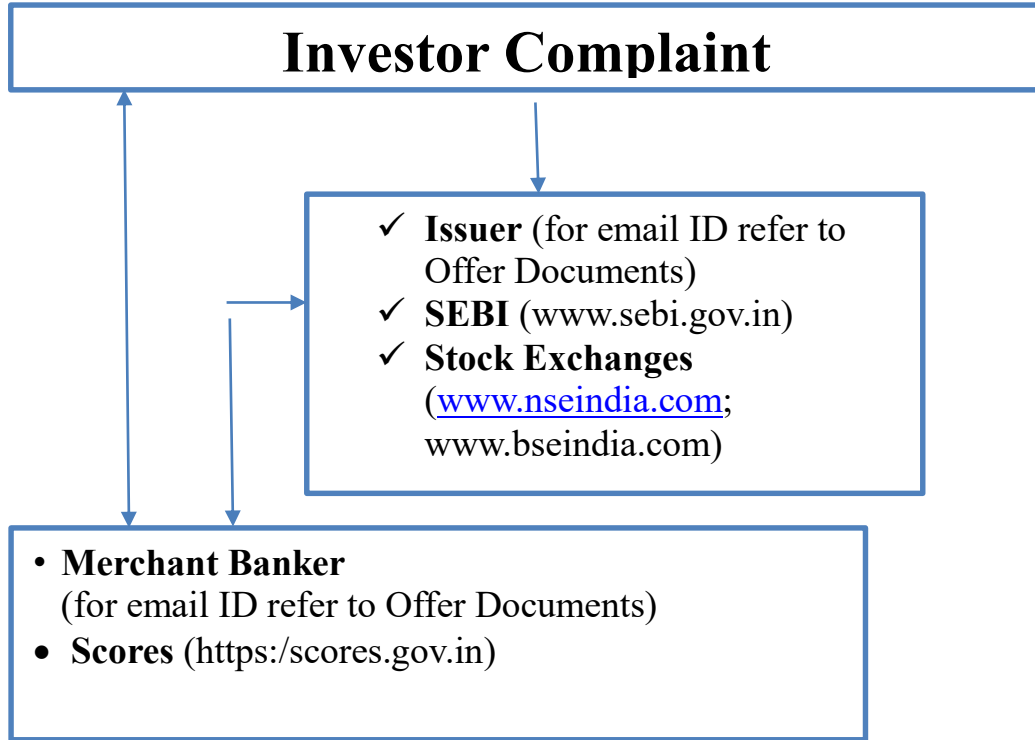 Investor Complaint
✓ Issuer (for email ID refer to
Offer Documents)
✓ SEBI (www.sebi.gov.in)
✓ Stock Exchanges
(www.nseindia.com;
www.bseindia.com)
• Merchant Banker
(for email ID refer to Offer Documents)
• Scores (https:/scores.gov.in)